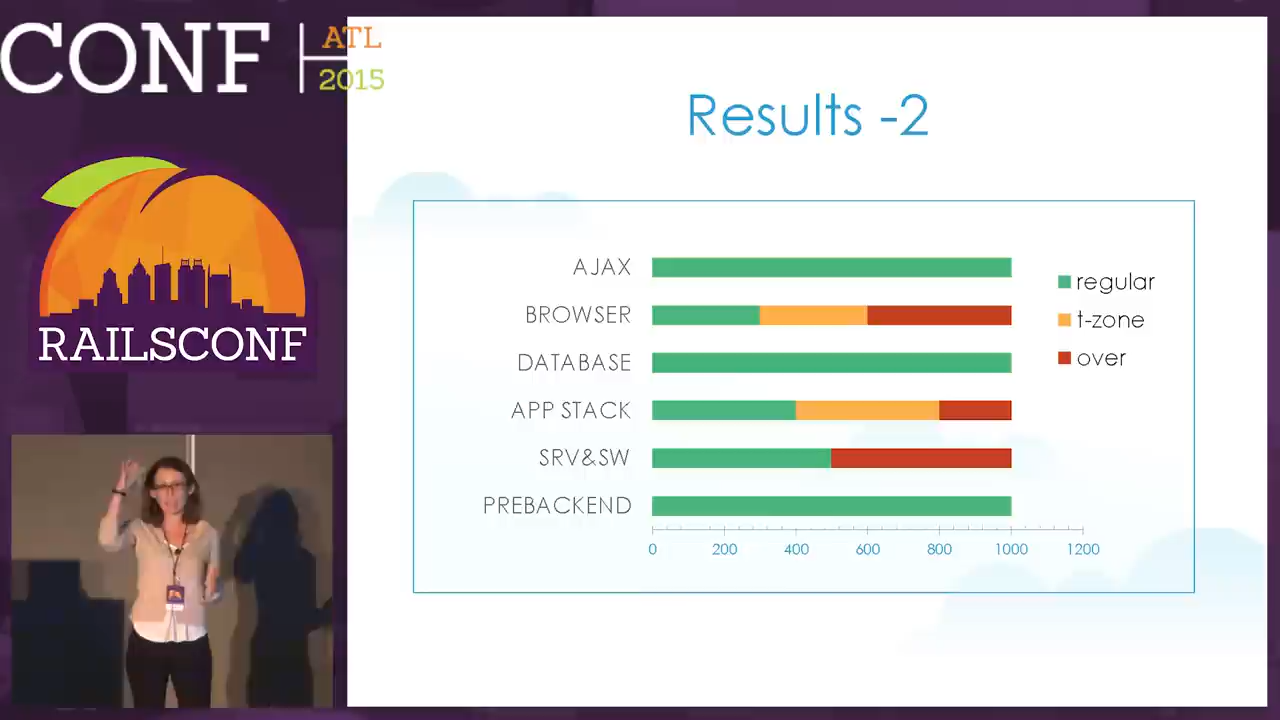 CONF
ATL
2015
RAILSCONF
Results -2
AJAX
BROWSER
DATABASE
APP STACK
SRV&SW
PREBACKEND
0 200 400 600 800 1000 1200
regular
t-zone
over